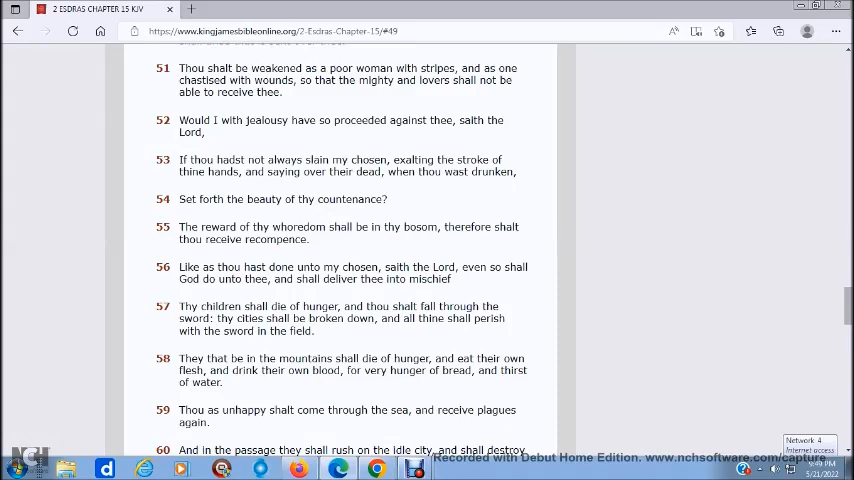 2 ESDRAS CHAPTER 15 KJV
https://www.kingjamesbibleonline.org/2-Esdras-Chapter-15/#49
51 Thou shalt be weakened as a poor woman with stripes, and as one
chastised with wounds, so that the mighty and lovers shall not be
able to receive thee.
52 Would I with jealousy have so proceeded against thee, saith the
Lord,
53 If thou hadst not always slain my chosen, exalting the stroke of
thine hands, and saying over their dead, when thou wast drunken,
54 Set forth the beauty of thy countenance?
55 The reward of thy whoredom shall be in thy bosom, therefore shalt
thou receive recompence.
56 Like as thou hast done unto my chosen, saith the Lord, even so shall
God do unto thee, and shall deliver thee into mischief
57 Thy children shall die of hunger, and thou shalt fall through the
sword: thy cities shall be broken down, and all thine shall perish
with the sword in the field.
58 They that be in the mountains shall die of hunger, and eat their own
flesh, and drink their own blood, for very hunger of bread, and thirst
of water.
59 Thou as unhappy shalt come through the sea, and receive plagues
again.
60 And in the passage they shall rush on the idle city, and shall destroy
Network 4
Internet access
NCH
Recorded with Debut Home Edition. www.nchsoftware.com/capture
9:49 PM
5/21/2022